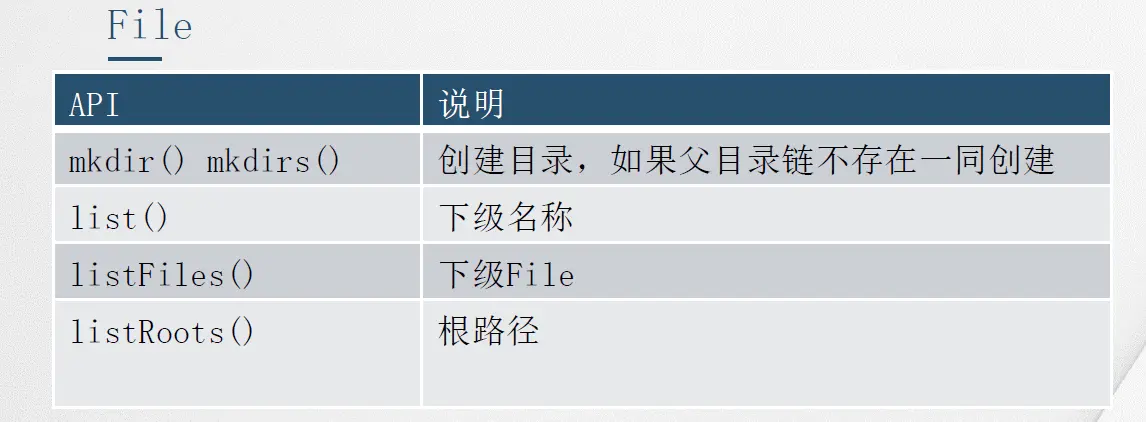 File
API 说明
mkdir() mkdirs() 创建目录，如果父目录链不存在一同创建
list() 下级名称
listFiles() 下级File
listRoots() 根路径